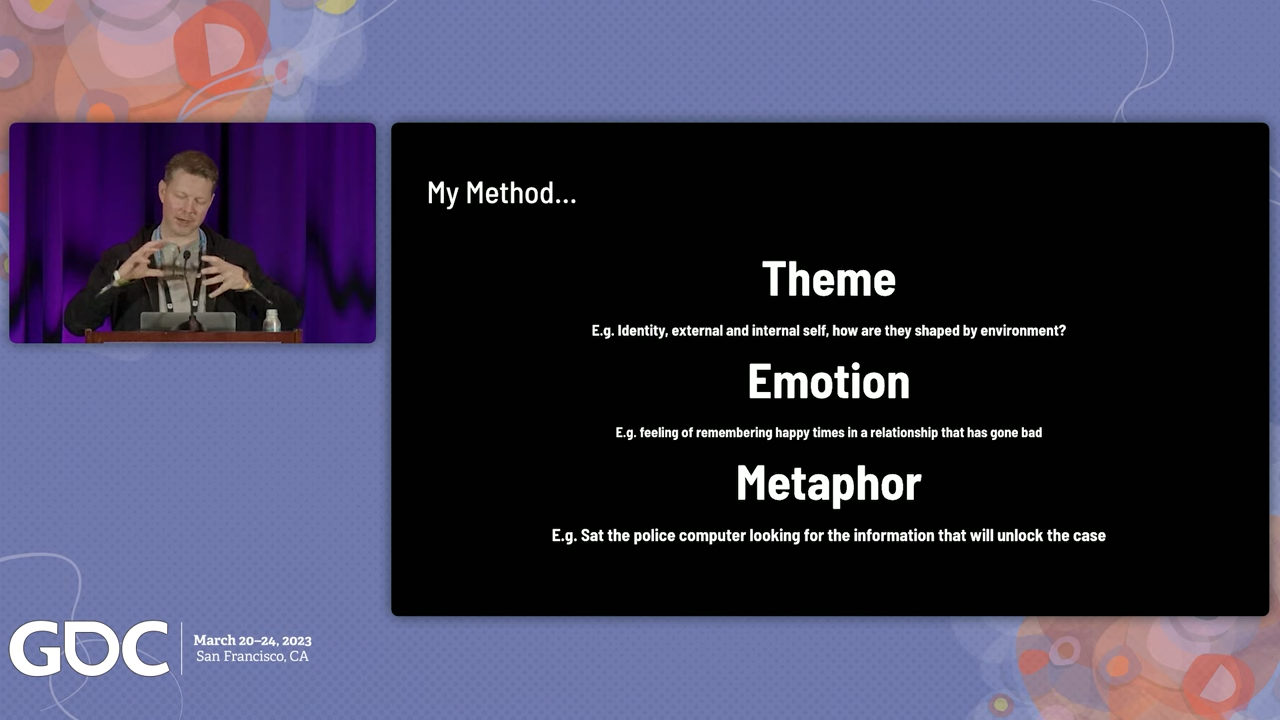 My Method...
Theme
E.g. Identity, external and internal self, how are they shaped by environment?
Emotion
E.g. feeling of remembering happy times in a relationship that has gone bad
Metaphor
E.g. Sat the police computer looking for the information that will unlock the case
GDC
March 20–24, 2023
San Francisco, CA